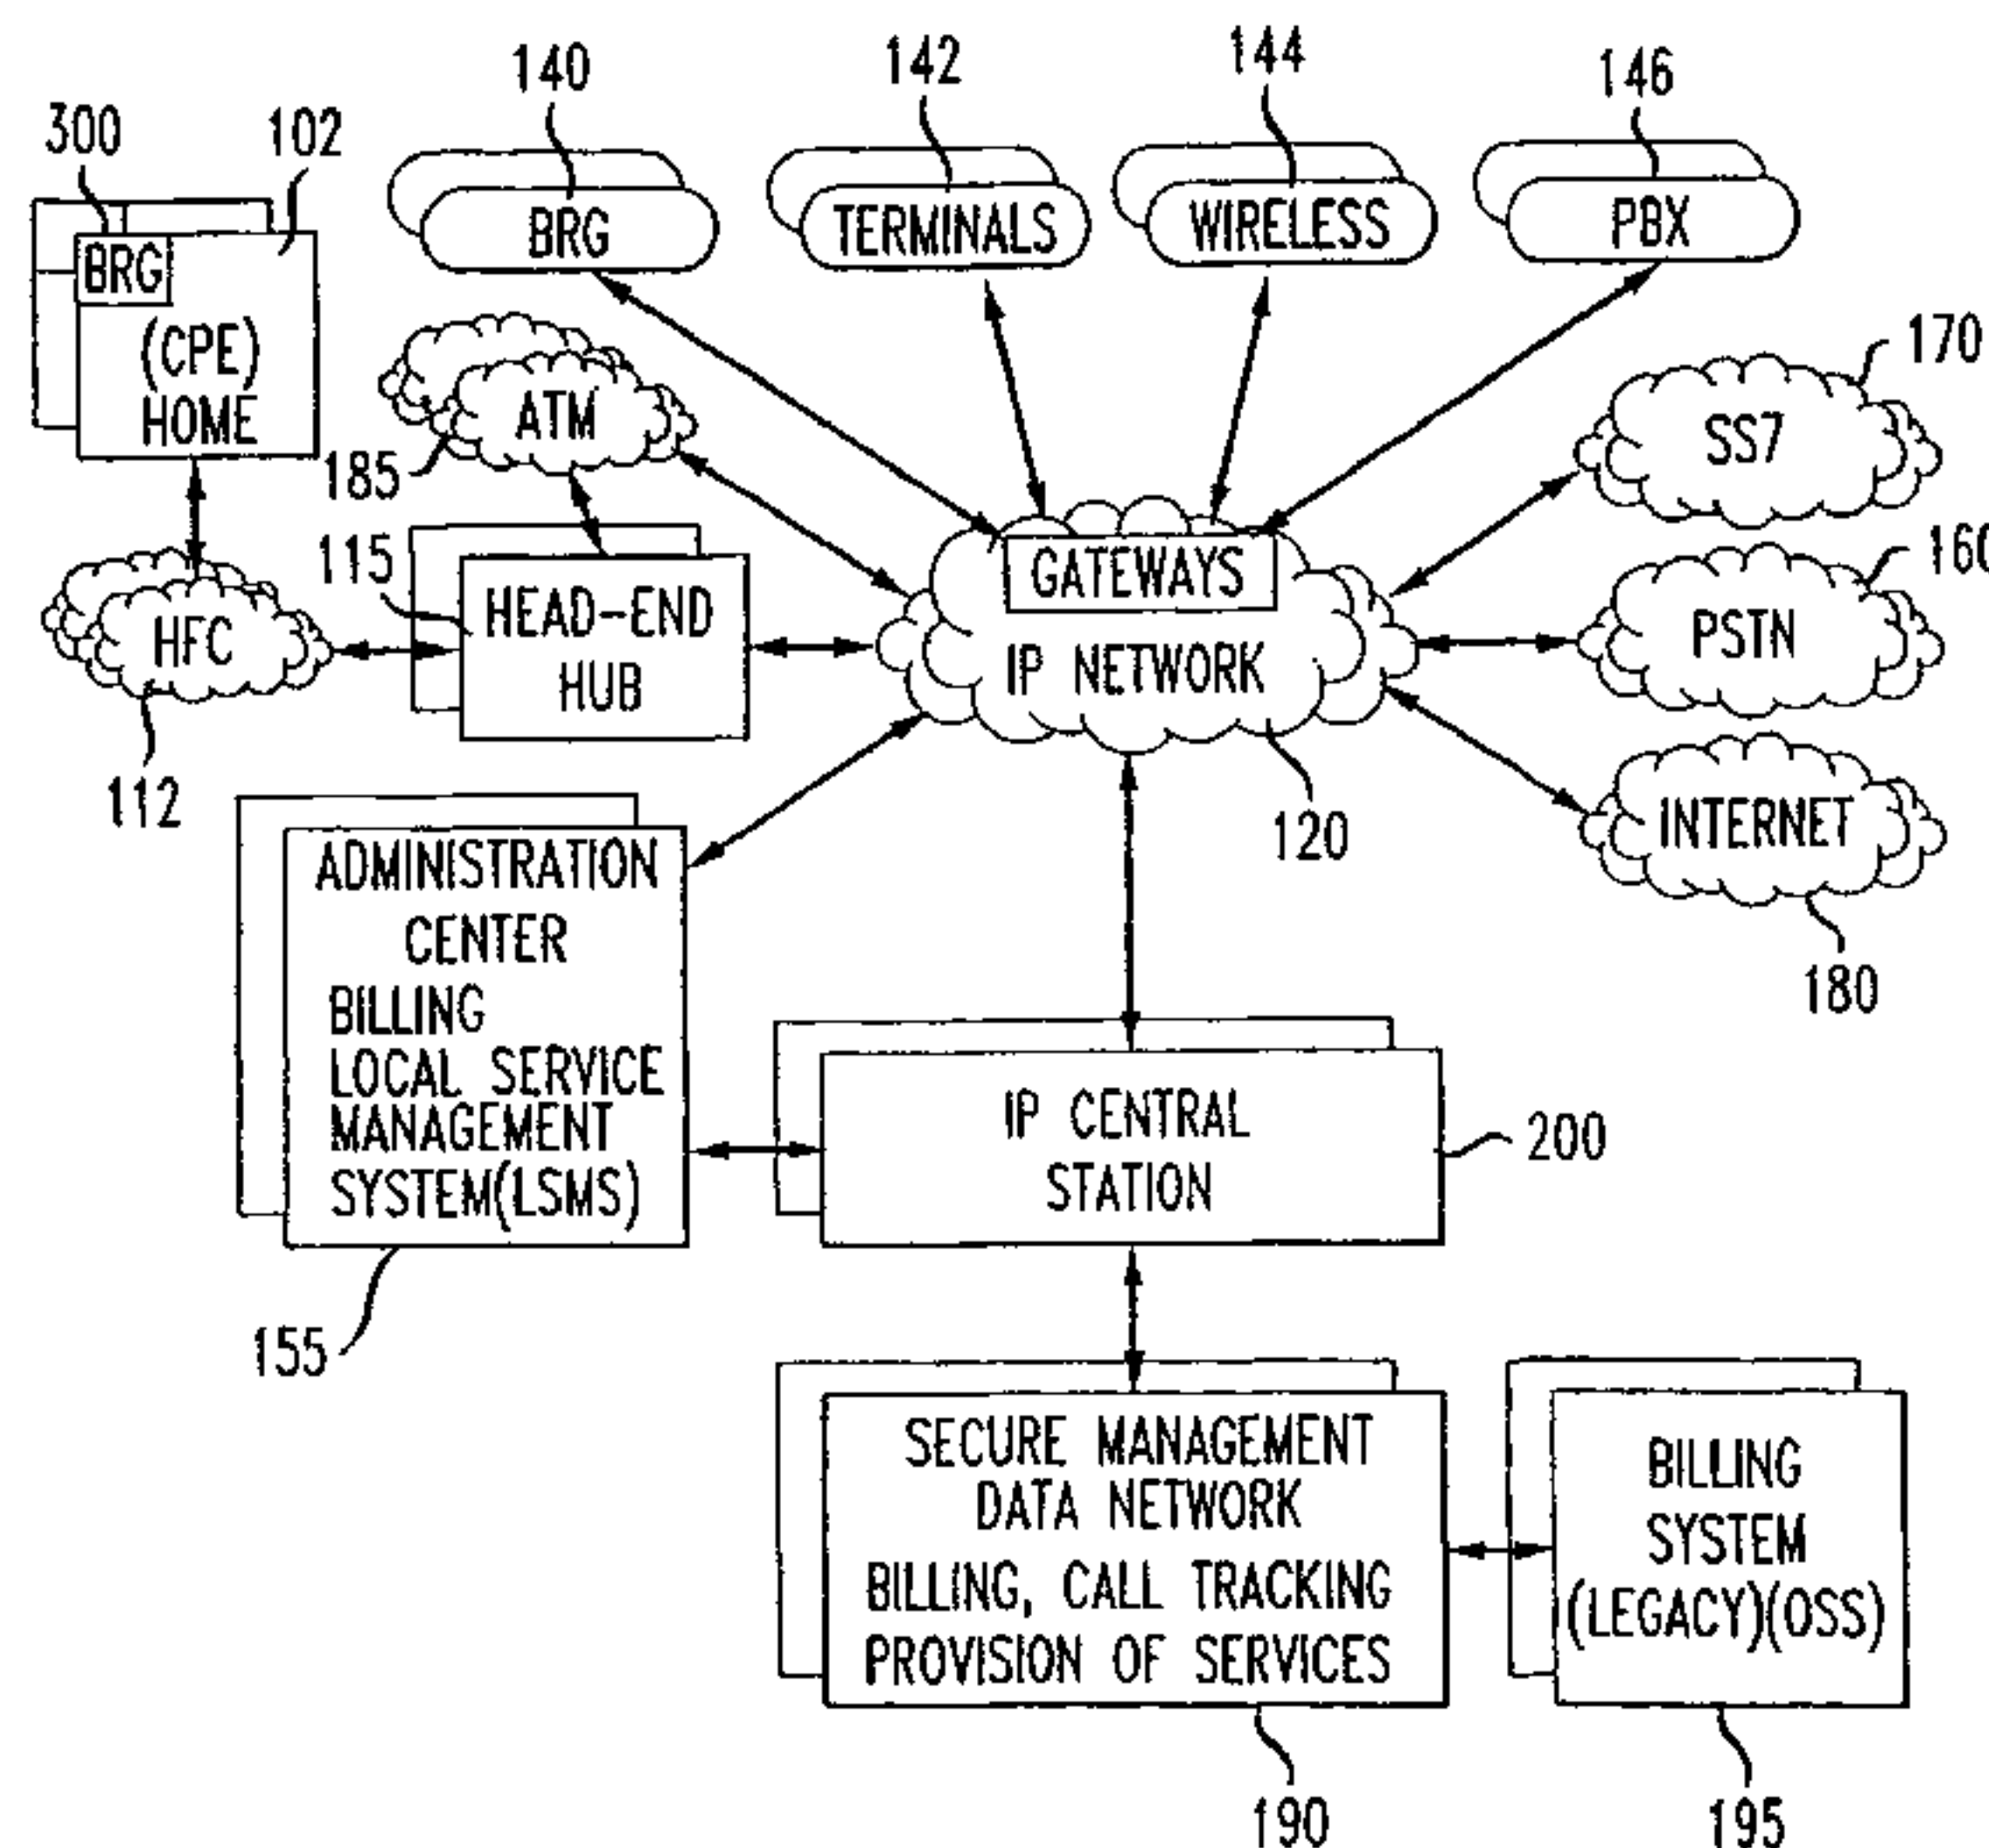 140
142
144
146
300
102
BRG
TERMINALS
WIRELESS
PBX
BRG
(CPE)
HOME
170
ATM
SS7
185
115
GATEWAYS
160
HEAD-END
HUB
HFC
IP NETWORK
PSTN
112
120
INTERNET
180
ADMINISTRATION
CENTER
BILLING
LOCAL SERVICE
MANAGEMENT
SYSTEM(LSMS)
IP CENTRAL
STATION
200
155
SECURE MANAGEMENT
DATA NETWORK
BILLING, CALL TRACKING
PROVISION OF SERVICES
BILLING
SYSTEM
(LEGACY)(OSS)
190
195